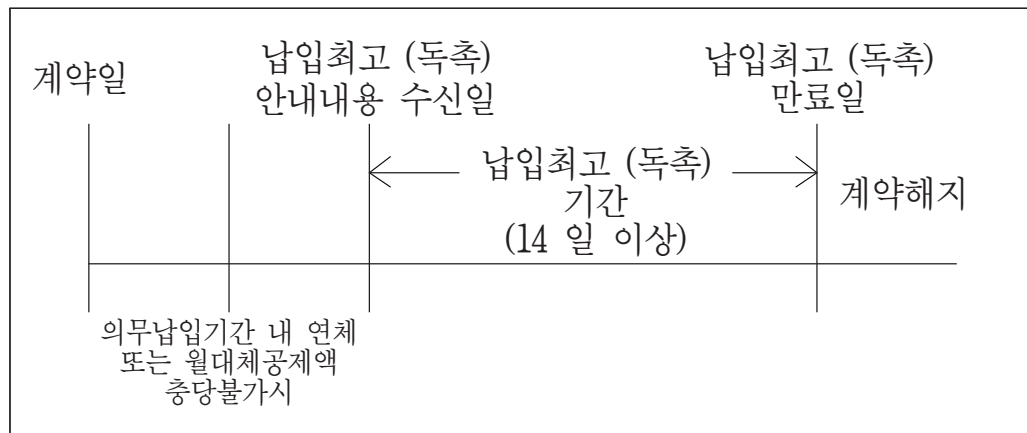 계약일
납입최고 (독촉)
안내내용 수신일
납입최고 (독촉)
만료일
납입최고 (독촉)
기간
(14 일 이상)
계약해지
의무납입기간 내 연체
또는 월대체공제액
충당불가시